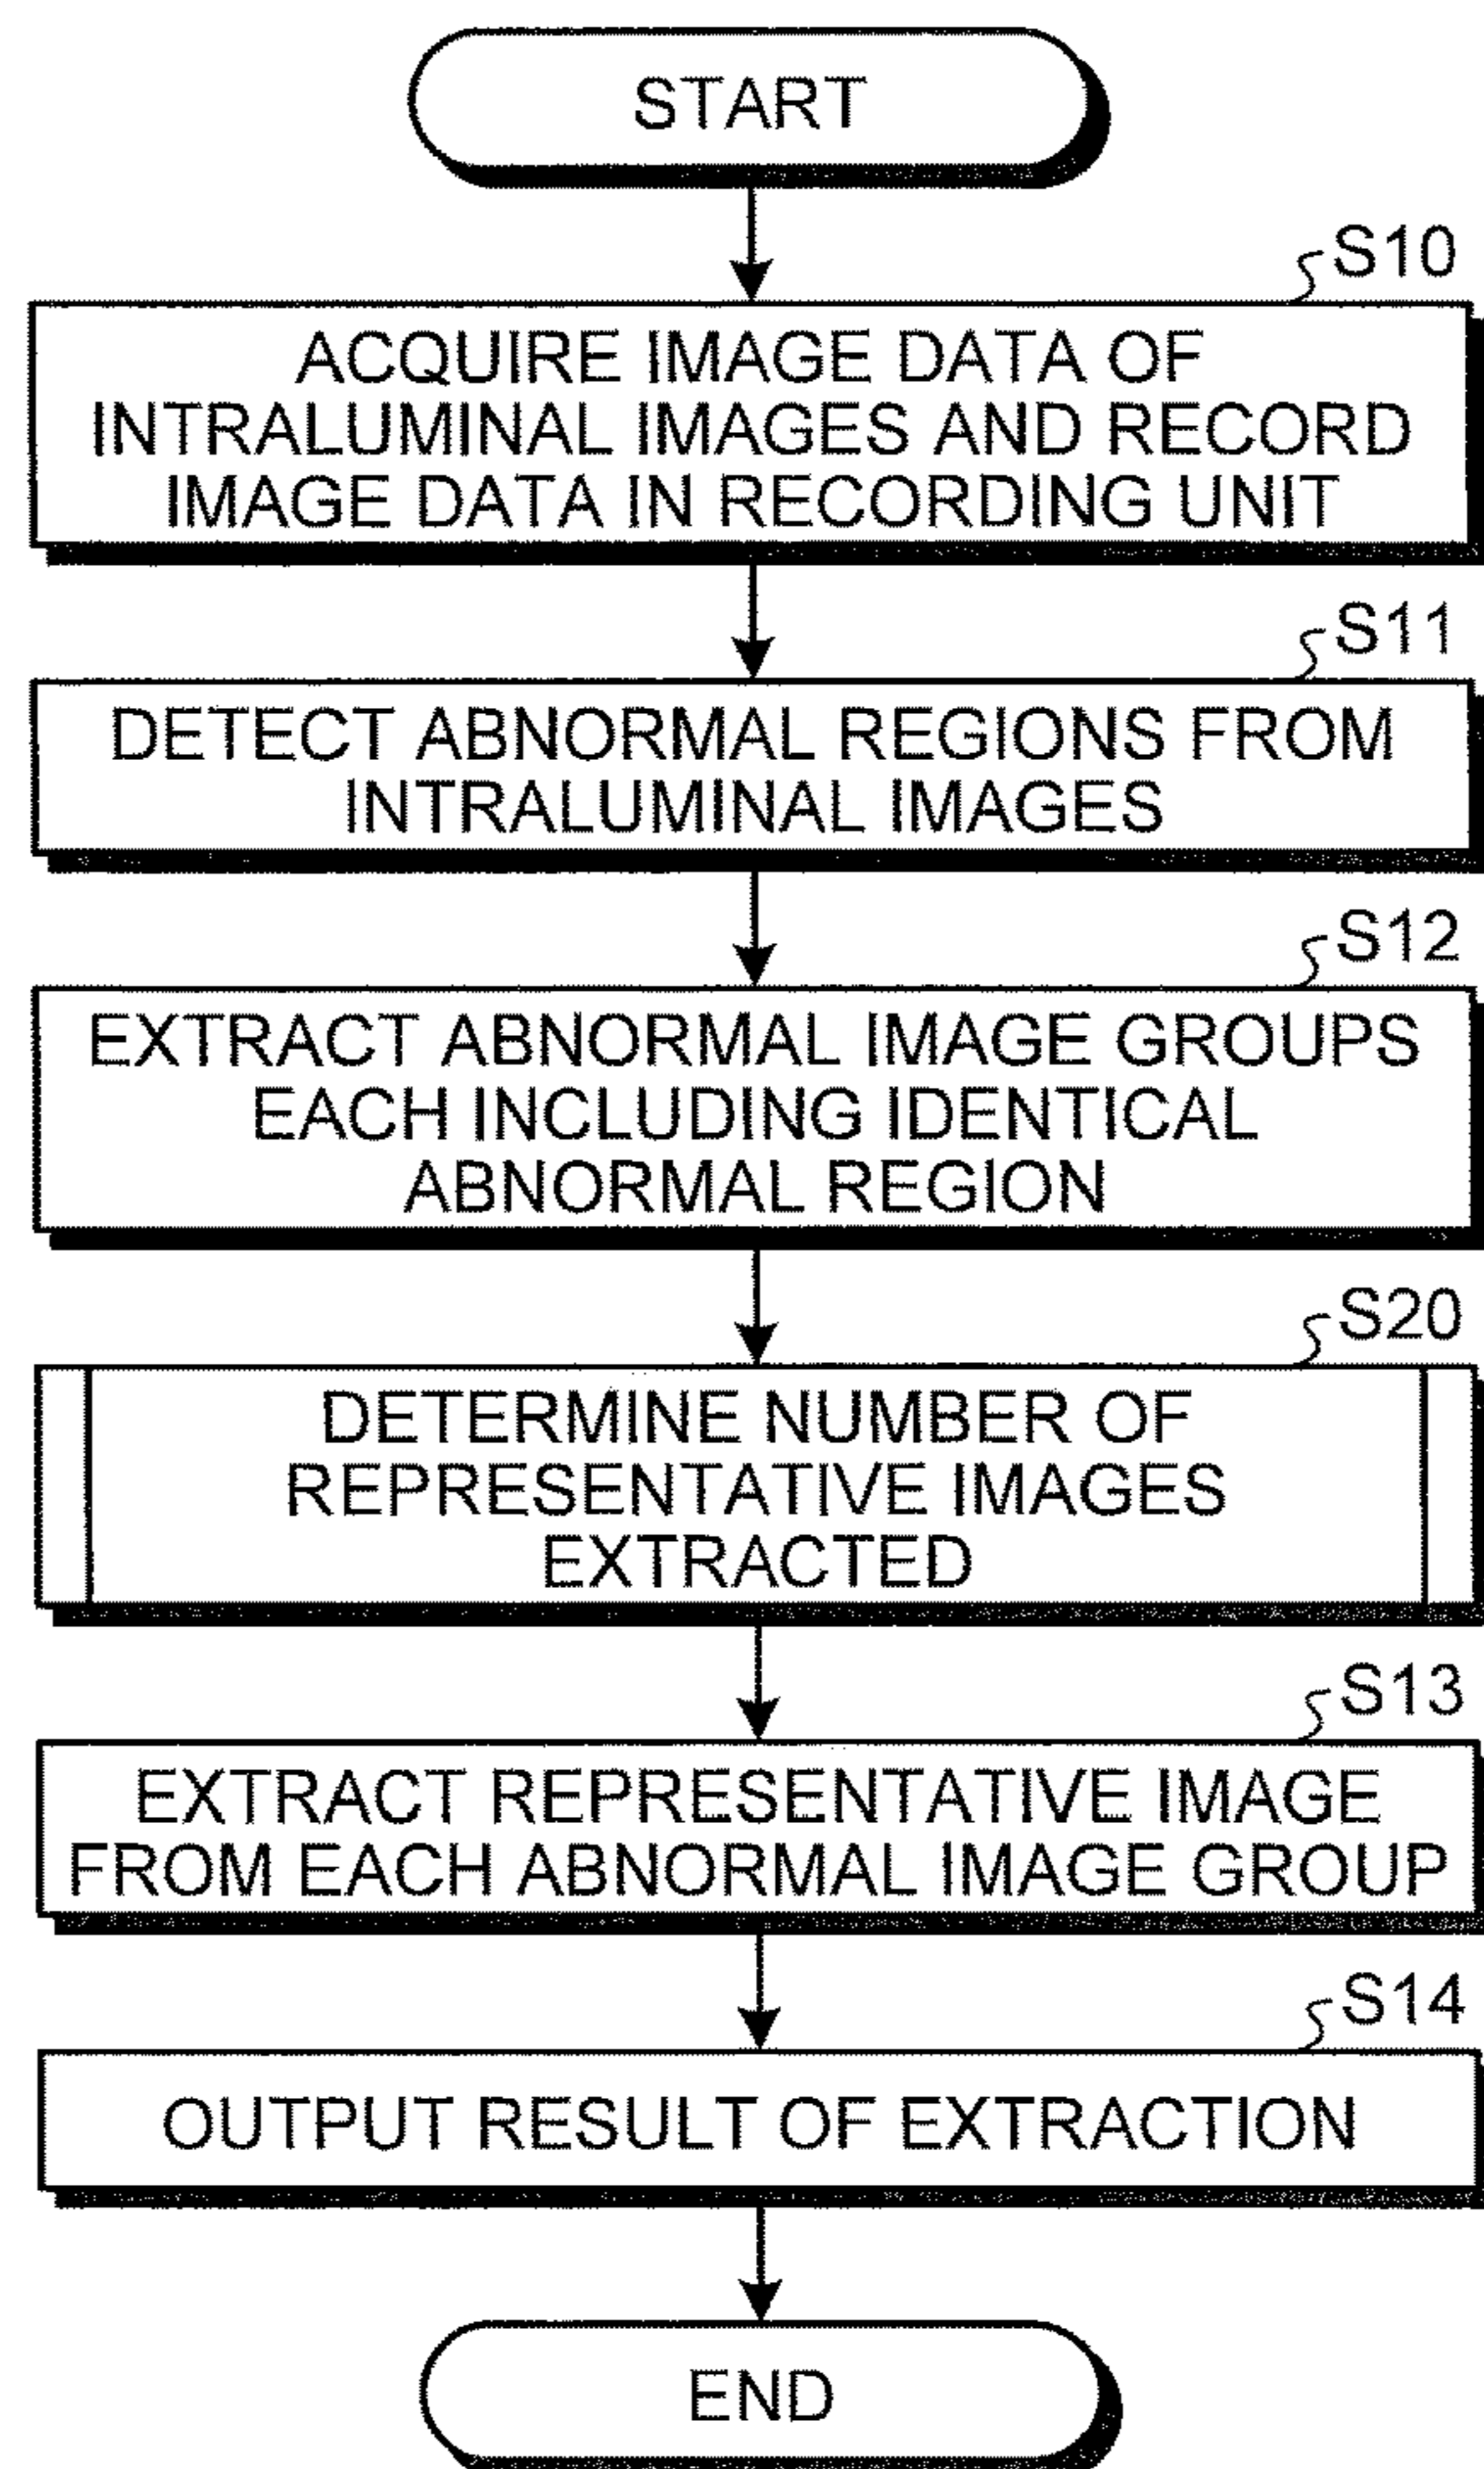 START
S10
ACQUIRE IMAGE DATA OF
INTRALUMINAL IMAGES AND RECORD
IMAGE DATA IN RECORDING UNIT
S11
DETECT ABNORMAL REGIONS FROM
INTRALUMINAL IMAGES
S12
EXTRACT ABNORMAL IMAGE GROUPS
EACH INCLUDING IDENTICAL
ABNORMAL REGION
S20
DETERMINE NUMBER OF
REPRESENTATIVE IMAGES
EXTRACTED
S13
EXTRACT REPRESENTATIVE IMAGE
FROM EACH ABNORMAL IMAGE GROUP
S14
OUTPUT RESULT OF EXTRACTION
END